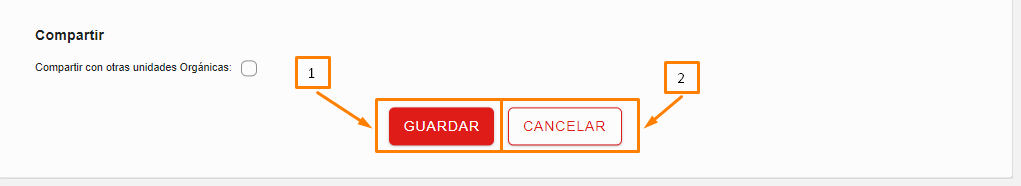 Compartir
Compartir con otras unidades Orgánicas:
1
2
GUARDAR
CANCELAR